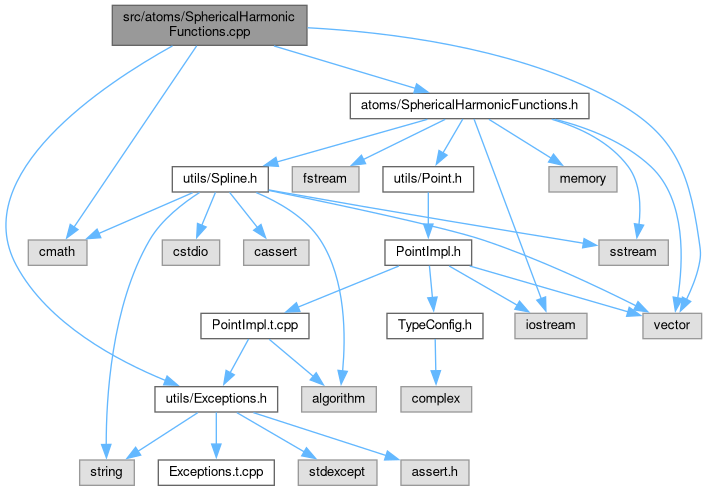 src/atoms/SphericalHarmonic
Functions.cpp
atoms/SphericalHarmonicFunctions.h
utils/Spline.h
fstream
utils/Point.h
memory
cmath
cstdio
cassert
PointImpl.h
sstream
PointImpl.t.cpp
TypeConfig.h
iostream
vector
utils/Exceptions.h
algorithm
complex
string
Exceptions.t.cpp
stdexcept
assert.h